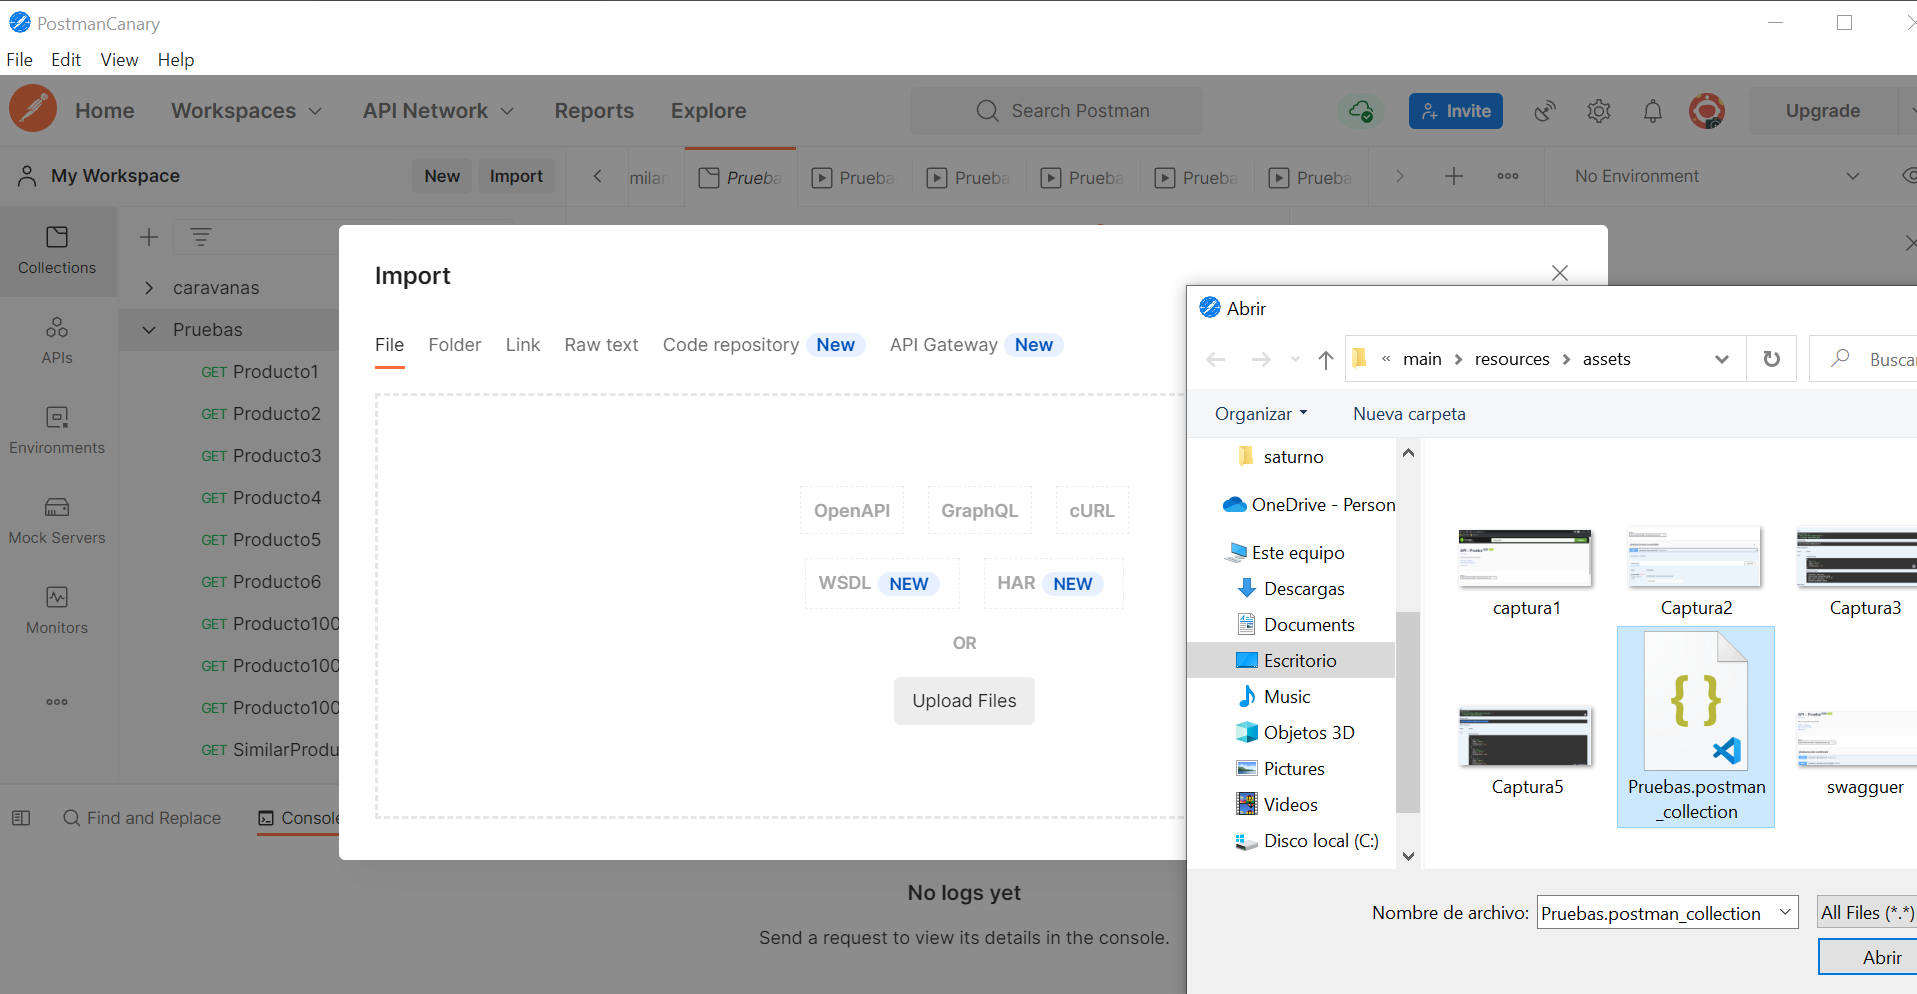 PostmanCanary
File Edit View Help
Home Workspaces API Network Reports Explore Search Postman Invite Upgrade
My Workspace New Import Prueba Prueba Prueba Prueba Prueba Prueba No Environment
Collections
APIs
Environments
Mock Servers
Monitors
caravanas
Pruebas
GET Producto1
GET Producto2
GET Producto3
GET Producto4
GET Producto5
GET Producto6
GET Producto100
GET Producto100
GET Producto100
GET SimilarProdu
Import
File Folder Link Raw text Code repository New API Gateway New
OpenAPI GraphQL cURL
WSDL NEW HAR NEW
OR
Upload Files
Find and Replace Console
No logs yet
Send a request to view its details in the console.
Abrir
« main resources assets Busca
Organizar Nueva carpeta
saturno
OneDrive - Person
Este equipo
Descargas
Documents
Escritorio
Music
Objetos 3D
Pictures
Videos
Disco local (C:)
captura1 Captura2 Captura3
Captura5 Pruebas.postman
_collection
swagguer
Nombre de archivo: Pruebas.postman_collection All Files (*.*)
Abrir